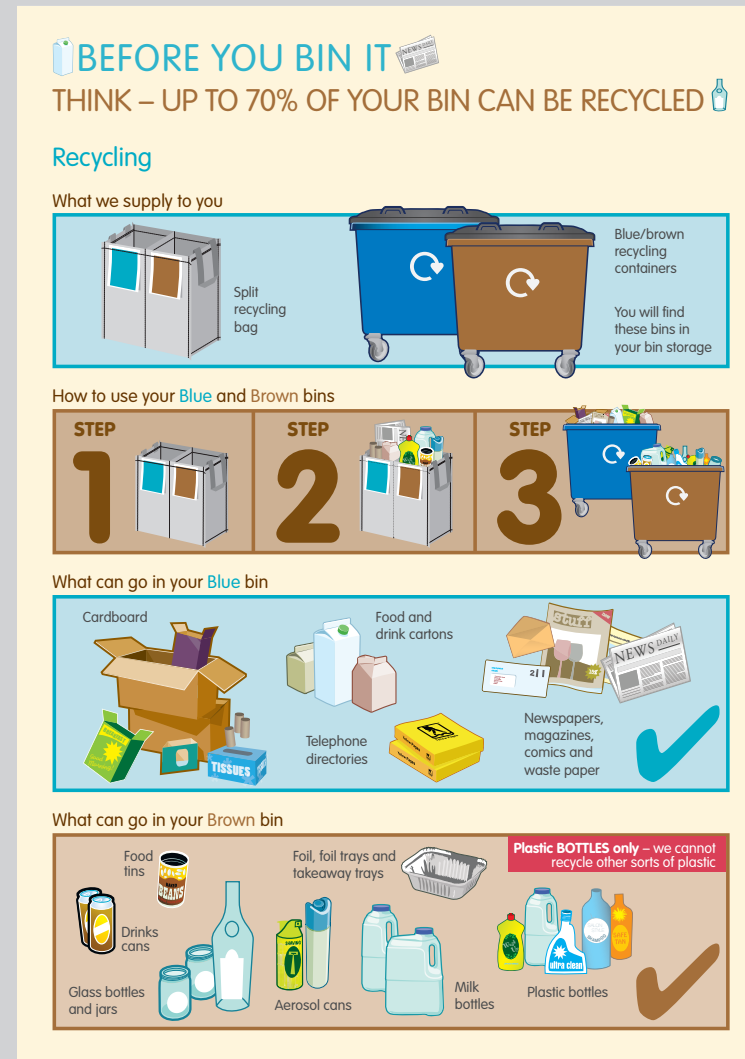 BEFORE YOU BIN IT
NEWS
THINK – UP TO 70% OF YOUR BIN CAN BE RECYCLED
Recycling
What we supply to you
Split
recycling
bag
Blue/brown
recycling
containers
You will find
these bins in
your bin storage
How to use your Blue and Brown bins
STEP
1
STEP
2
STEP
3
What can go in your Blue bin
Cardboard
TISSUES
Food and
drink cartons
Telephone
directories
Stuff
211
NEWS DAILY
Newspapers,
magazines,
comics and
waste paper
What can go in your Brown bin
Plastic BOTTLES only – we cannot
recycle other sorts of plastic
Food
tins
BEANS
Foil, foil trays and
takeaway trays
Drinks
cans
Glass bottles
and jars
Aerosol cans
Milk
bottles
ultra clean
Plastic bottles